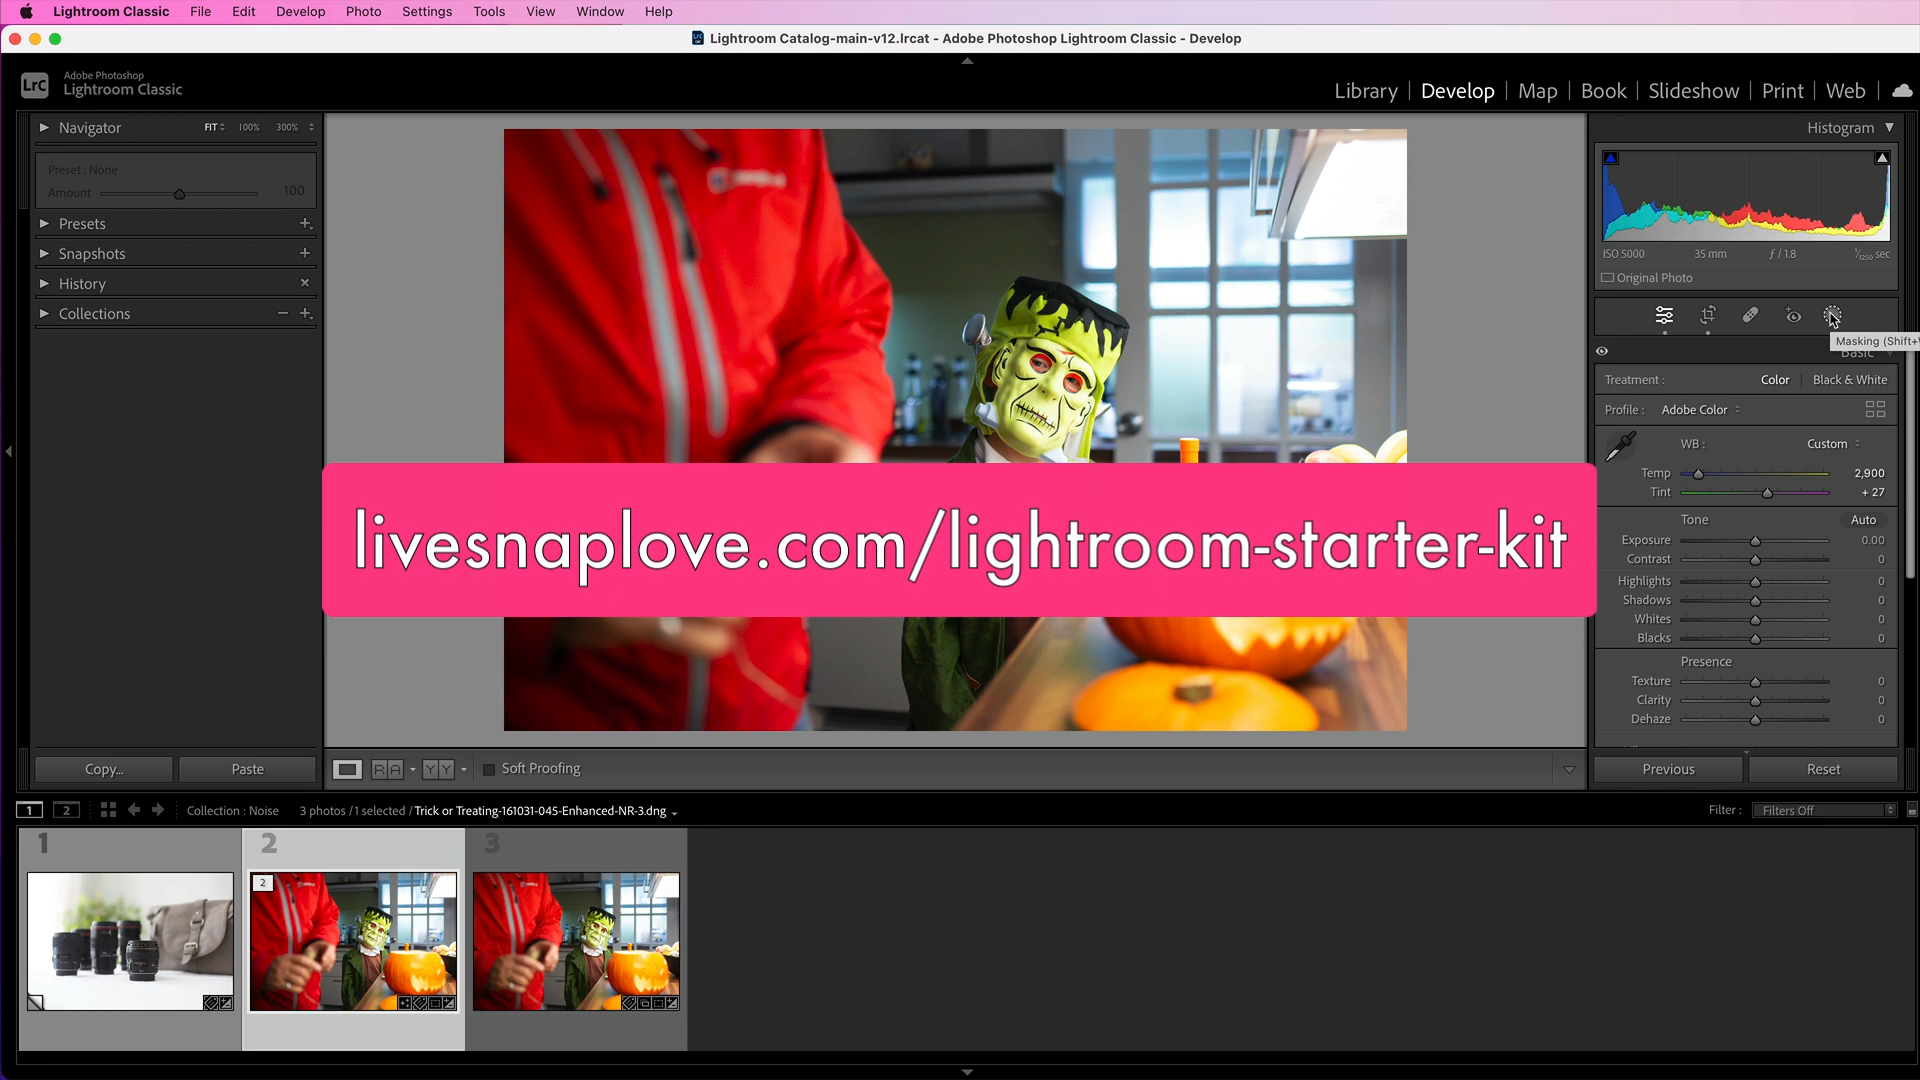 Lightroom Classic File Edit Develop Photo Settings Tools View Window Help
Lightroom Catalog-main-v12.lrcat - Adobe Photoshop Lightroom Classic - Develop
LrC
Adobe Photoshop
Lightroom Classic
Library | Develop | Map | Book | Slideshow | Print | Web |
Navigator FIT 100% 300%
Preset : None
Amount 100
Presets
Snapshots
History
Collections
Copy... Paste
livesnaplove.com/lightroom-starter-kit
RA YY Soft Proofing
Histogram
ISO 5000 35 mm ƒ / 1.8 1/1250 sec
Original Photo
Masking (Shift+
Basic
Treatment : Color Black & White
Profile : Adobe Color
WB : Custom
Temp 2,900
Tint + 27
Tone Auto
Exposure 0.00
Contrast 0
Highlights 0
Shadows 0
Whites 0
Blacks 0
Presence
Texture 0
Clarity 0
Dehaze 0
Previous Reset
1 2 Collection : Noise 3 photos / 1 selected / Trick or Treating-161031-045-Enhanced-NR-3.dng
Filter : Filters Off
1 2 3
2